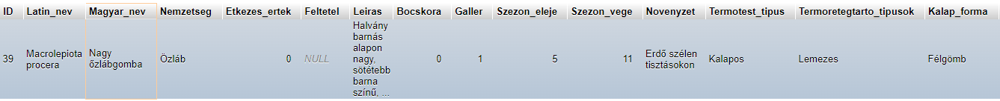 ID Latin_nev Magyar_nev Nemzetseg Etkezes_ertek Feltetel Leiras Bocskora Galler Szezon_eleje Szezon_vege Novenyzet Termotest_tipus Termoretegtarto_tipusok Kalap_forma
39 Macrolepiota procera Nagy őzlábgomba Özláb 0 NULL Halvány barnás alapon nagy, sötétebb barna színű, ... 0 1 5 11 Erdő szélen tisztásokon Kalapos Lemezes Félgömb